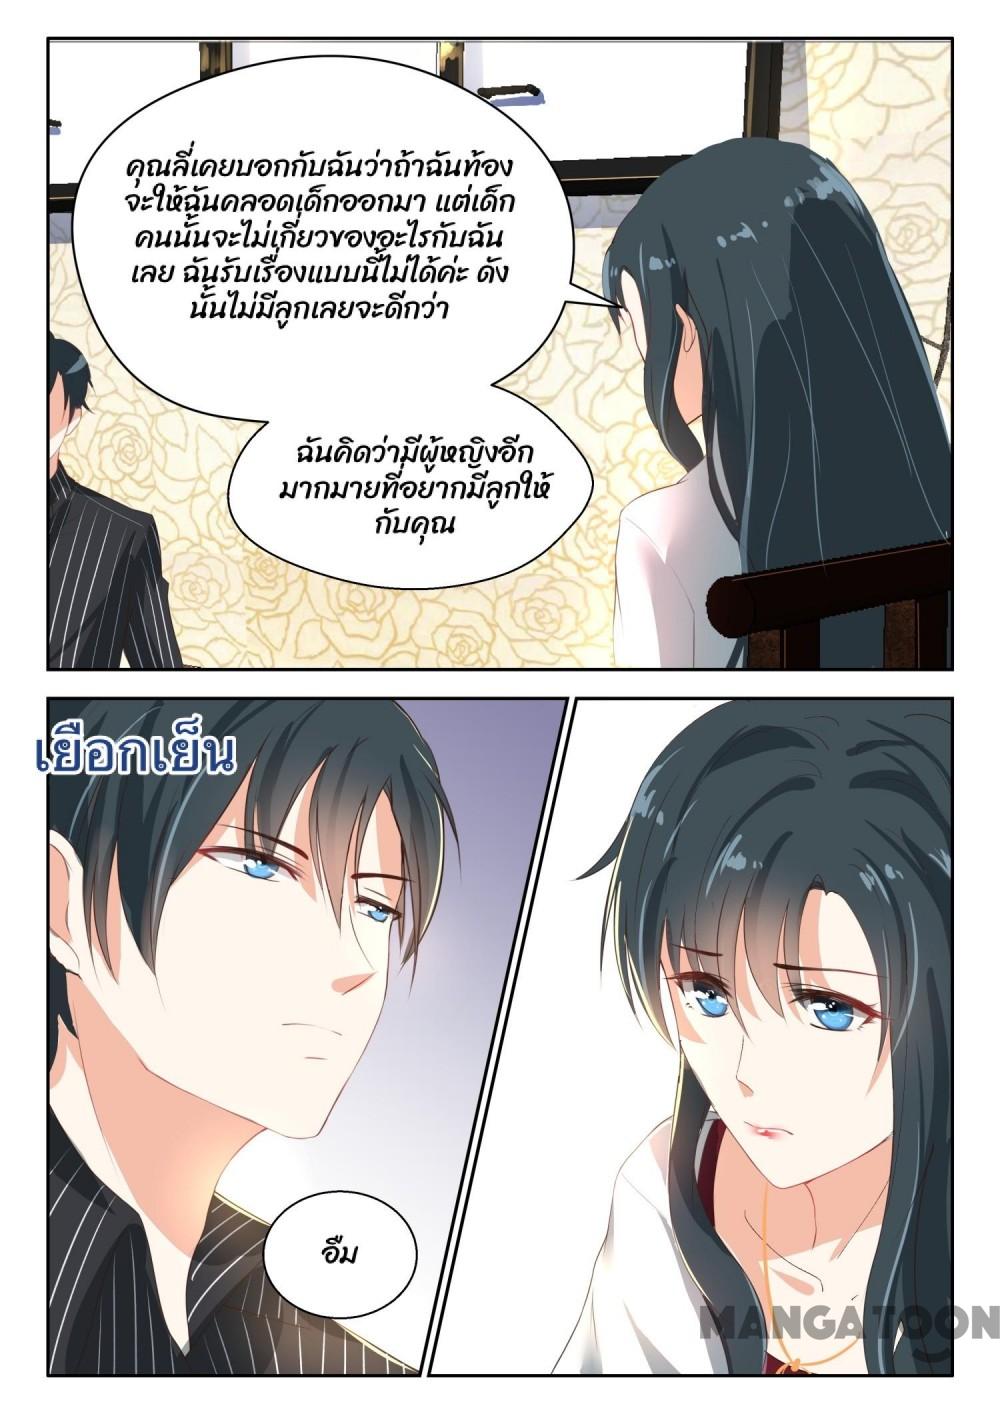 คุณลี่เคยบอกกับฉันว่าถ้าฉันท้อง
จะให้ฉันคลอดเด็กออกมา แต่เด็ก
คนนั้นจะไม่เกี่ยวของอะไรกับฉัน
เลย ฉันรับเรื่องแบบนี้ไม่ได้ค่ะ ดัง
นั้นไม่มีลูกเลยจะดีกว่า
ฉันคิดว่ามีผู้หญิงอีก
มากมายที่อยากมีลูกให้
กับคุณ
เยือกเย็น
อืม
MANGATOON